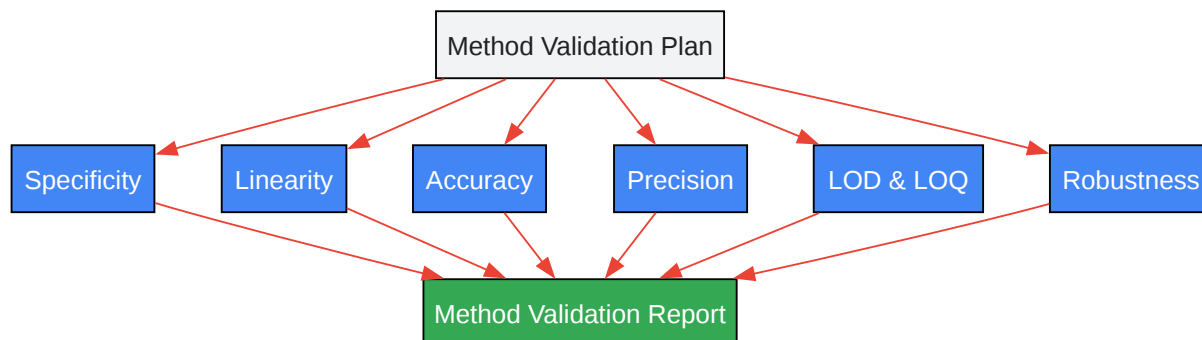 Method Validation Plan
Specificity
Linearity
Accuracy
Precision
LOD & LOQ
Robustness
Method Validation Report